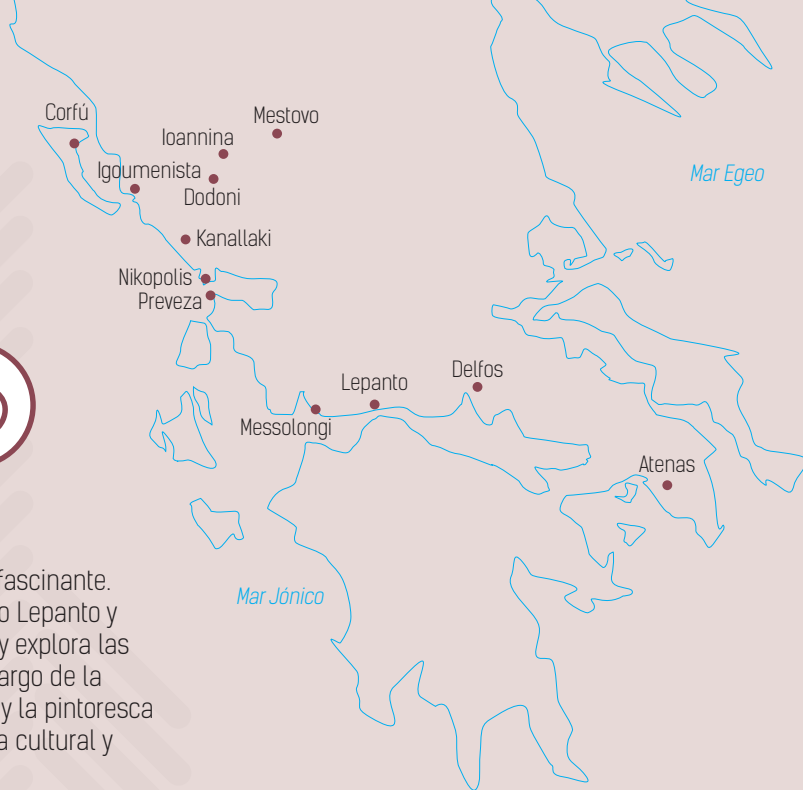 Mestovo
Corfú
Ioannina
Igoumenista
Mar Egeo
Dodoni
Kanallaki
Nikopolis
Preveza
Delfos
Lepanto
Messolongi
Atenas
Mar Jónico
fascinante.
o Lepanto y
y explora las
argo de la
y la pintoresca
a cultural y